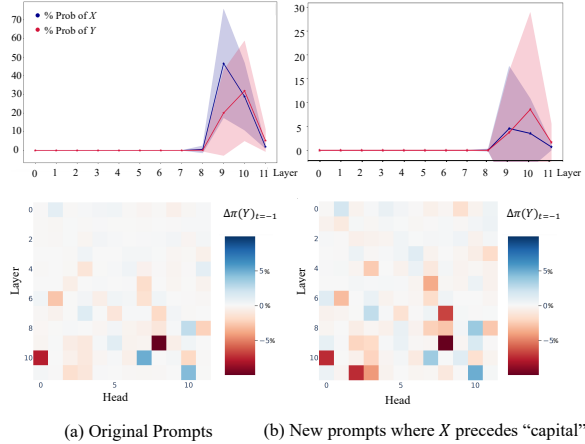 70
60
50
40
30
20
10
0
% Prob of X
% Prob of Y
0 1 2 3 4 5 6 7 8 9 10 11 Layer
30
25
20
15
10
5
0
0 1 2 3 4 5 6 7 8 9 10 11 Layer
0
2
4
6
8
10
Layer
0 5 10
Head
Δπ(Y)t=−1
5%
0%
−5%
0
2
4
6
8
10
Layer
0 5 10
Head
Δπ(Y)t=−1
5%
0%
−5%
(a) Original Prompts
(b) New prompts where X precedes “capital”